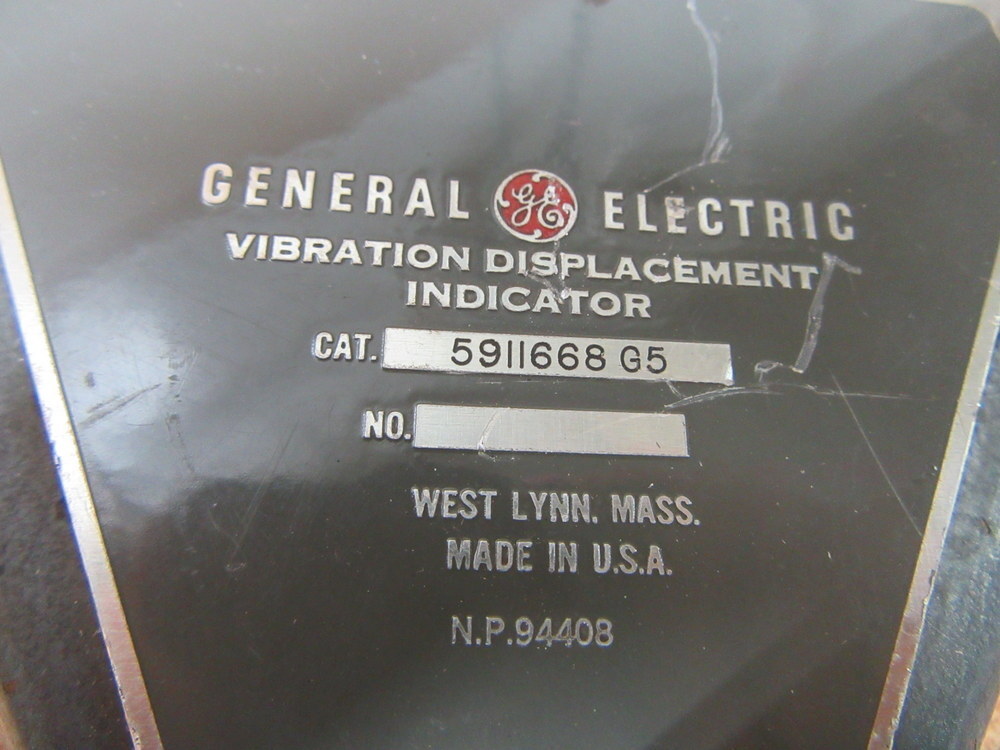 GENERAL GE ELECTRIC
VIBRATION DISPLACEMENT
INDICATOR
CAT. 5911668 G5
NO.
WEST LYNN. MASS.
MADE IN U.S.A.
N.P.94408